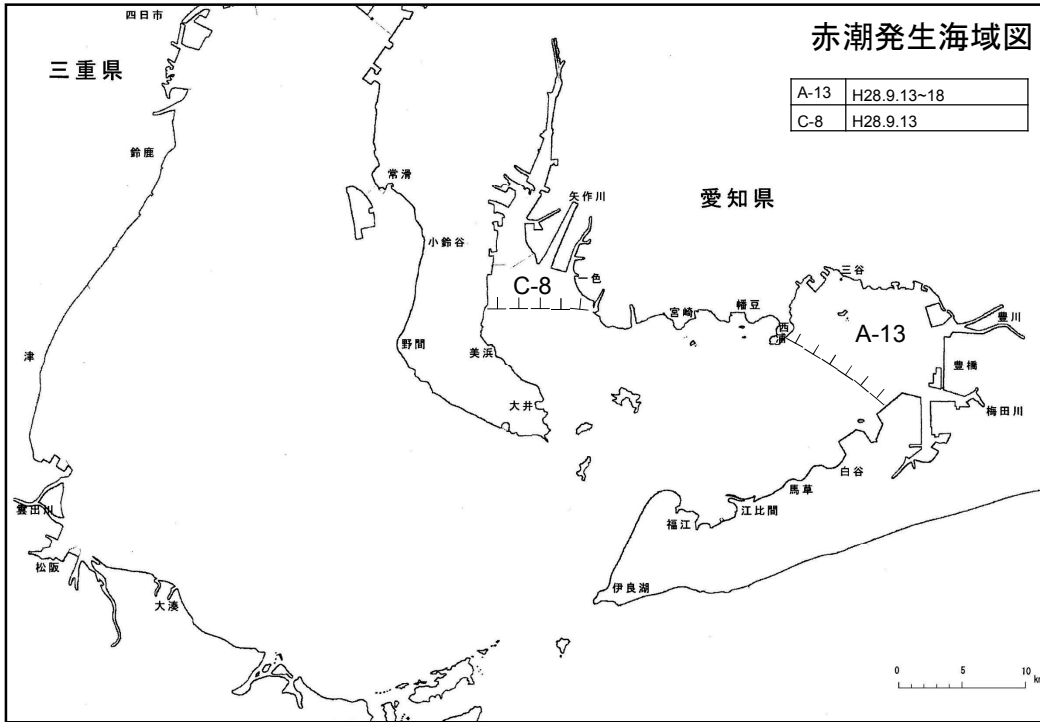 赤潮発生海域図
A-13 H28.9.13~18
C-8 H28.9.13
四日市
三重県
鈴鹿
常滑
矢作川
愛知県
小鈴谷
三谷
一色
C-8
宮崎
幡豆
西浦
A-13
豊川
津
野間
美浜
豊橋
大井
梅田川
白谷
馬草
江比間
福江
雲出川
松阪
伊良湖
大湊
0 5 10 km